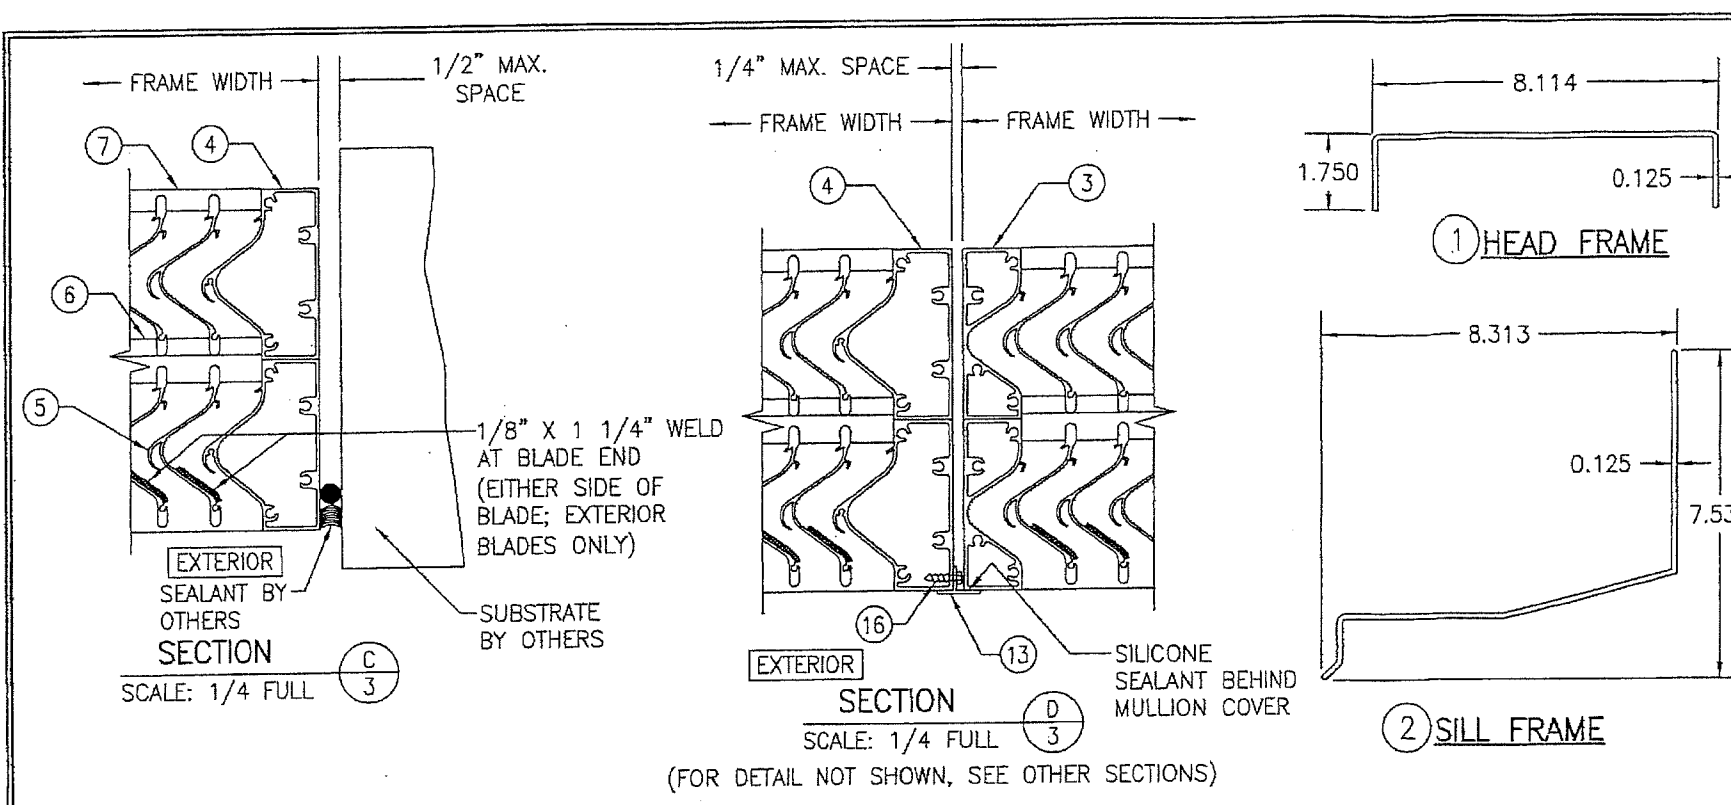 FRAME WIDTH
1/2" MAX.
SPACE
7
4
6
5
1/8" X 1 1/4" WELD
AT BLADE END
(EITHER SIDE OF
BLADE; EXTERIOR
BLADES ONLY)
EXTERIOR
SEALANT BY
OTHERS
SUBSTRATE
BY OTHERS
SECTION
SCALE: 1/4 FULL
C
3
1/4" MAX. SPACE
FRAME WIDTH
FRAME WIDTH
4
3
16
13
EXTERIOR
SILICONE
SEALANT BEHIND
MULLION COVER
SECTION
SCALE: 1/4 FULL
D
3
(FOR DETAIL NOT SHOWN, SEE OTHER SECTIONS)
8.114
1.750
0.125
1 HEAD FRAME
8.313
0.125
7.53
2 SILL FRAME